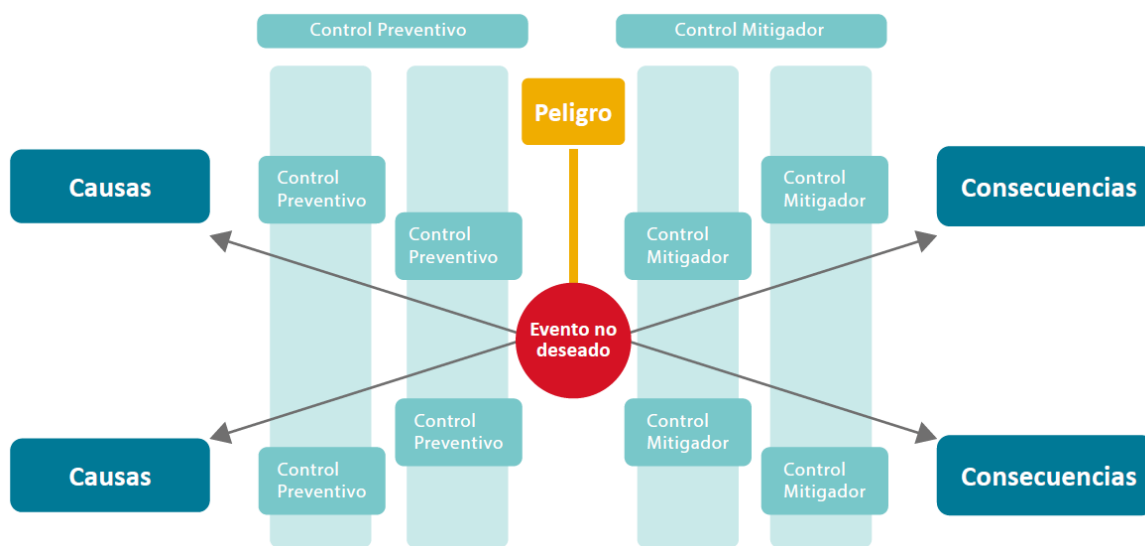 Control Preventivo
Control Mitigador
Peligro
Causas
Control
Preventivo
Control
Preventivo
Control
Mitigador
Control
Mitigador
Consecuencias
Evento no
deseado
Causas
Control
Preventivo
Control
Preventivo
Control
Mitigador
Control
Mitigador
Consecuencias